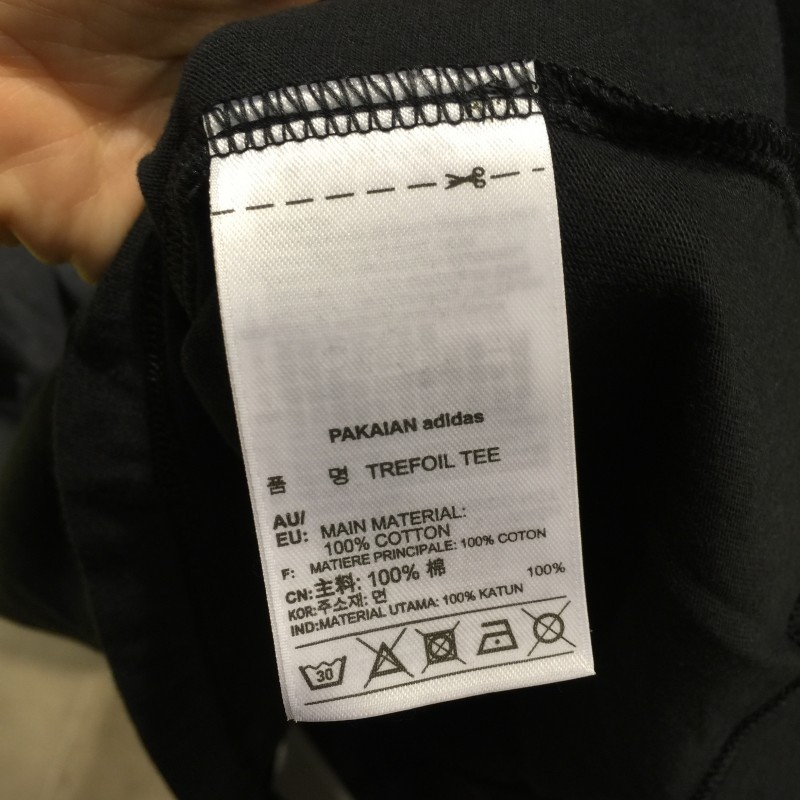 PAKAIAN adidas
품 명 TREFOIL TEE
AU/
EU: MAIN MATERIAL:
100% COTTON
F: MATIERE PRINCIPALE: 100% COTON
CN:主料: 100% 棉
KOR:주소재: 면 100%
IND:MATERIAL UTAMA: 100% KATUN
30